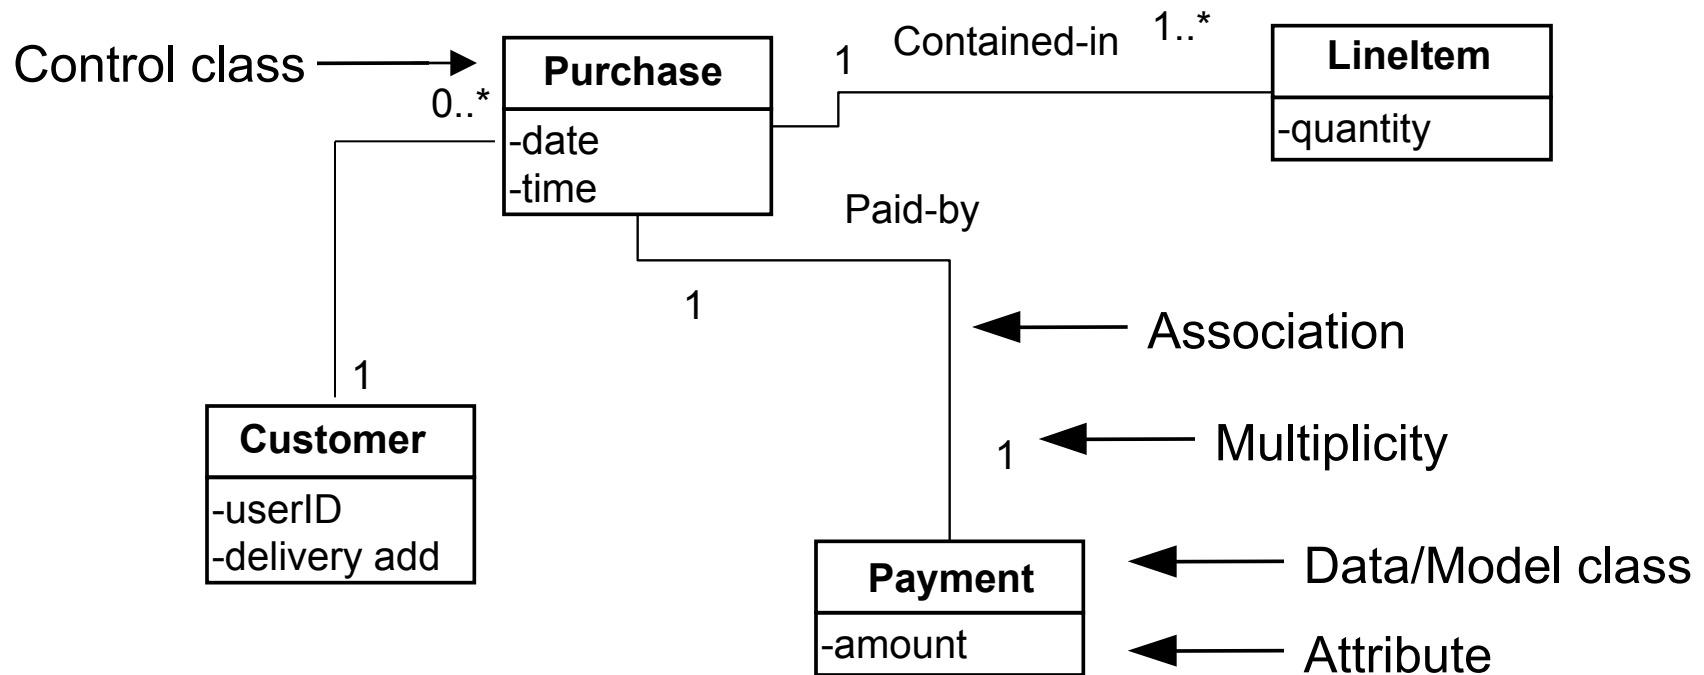 Control class
Purchase
0..*
-date
-time
1
Contained-in
1..*
LineItem
-quantity
Paid-by
1
Association
1
Customer
-userID
-delivery add
1
Multiplicity
Payment
-amount
Data/Model class
Attribute